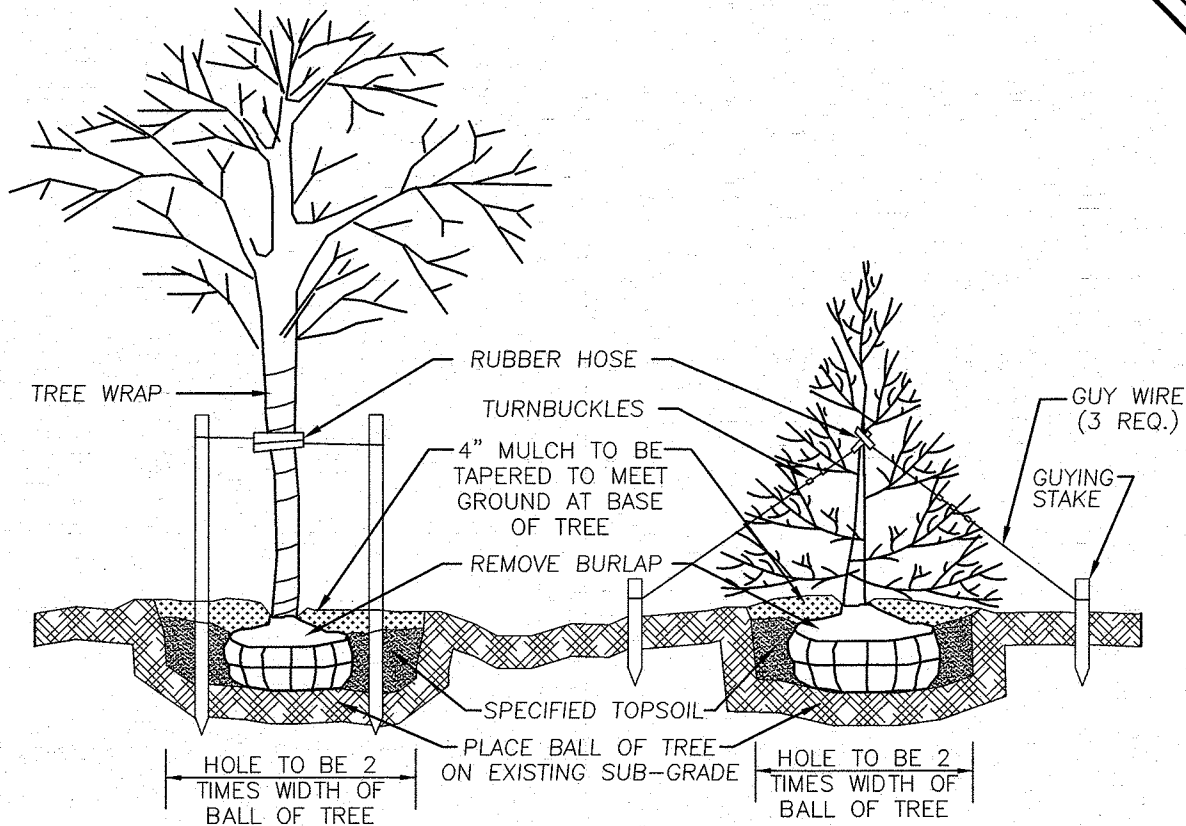 RUBBER HOSE
TREE WRAP
TURNBUCKLES
GUY WIRE
(3 REQ.)
4" MULCH TO BE
TAPERED TO MEET
GROUND AT BASE
OF TREE
GUYING
STAKE
REMOVE BURLAP
SPECIFIED TOPSOIL
PLACE BALL OF TREE
ON EXISTING SUB-GRADE
HOLE TO BE 2
TIMES WIDTH OF
BALL OF TREE
HOLE TO BE 2
TIMES WIDTH OF
BALL OF TREE